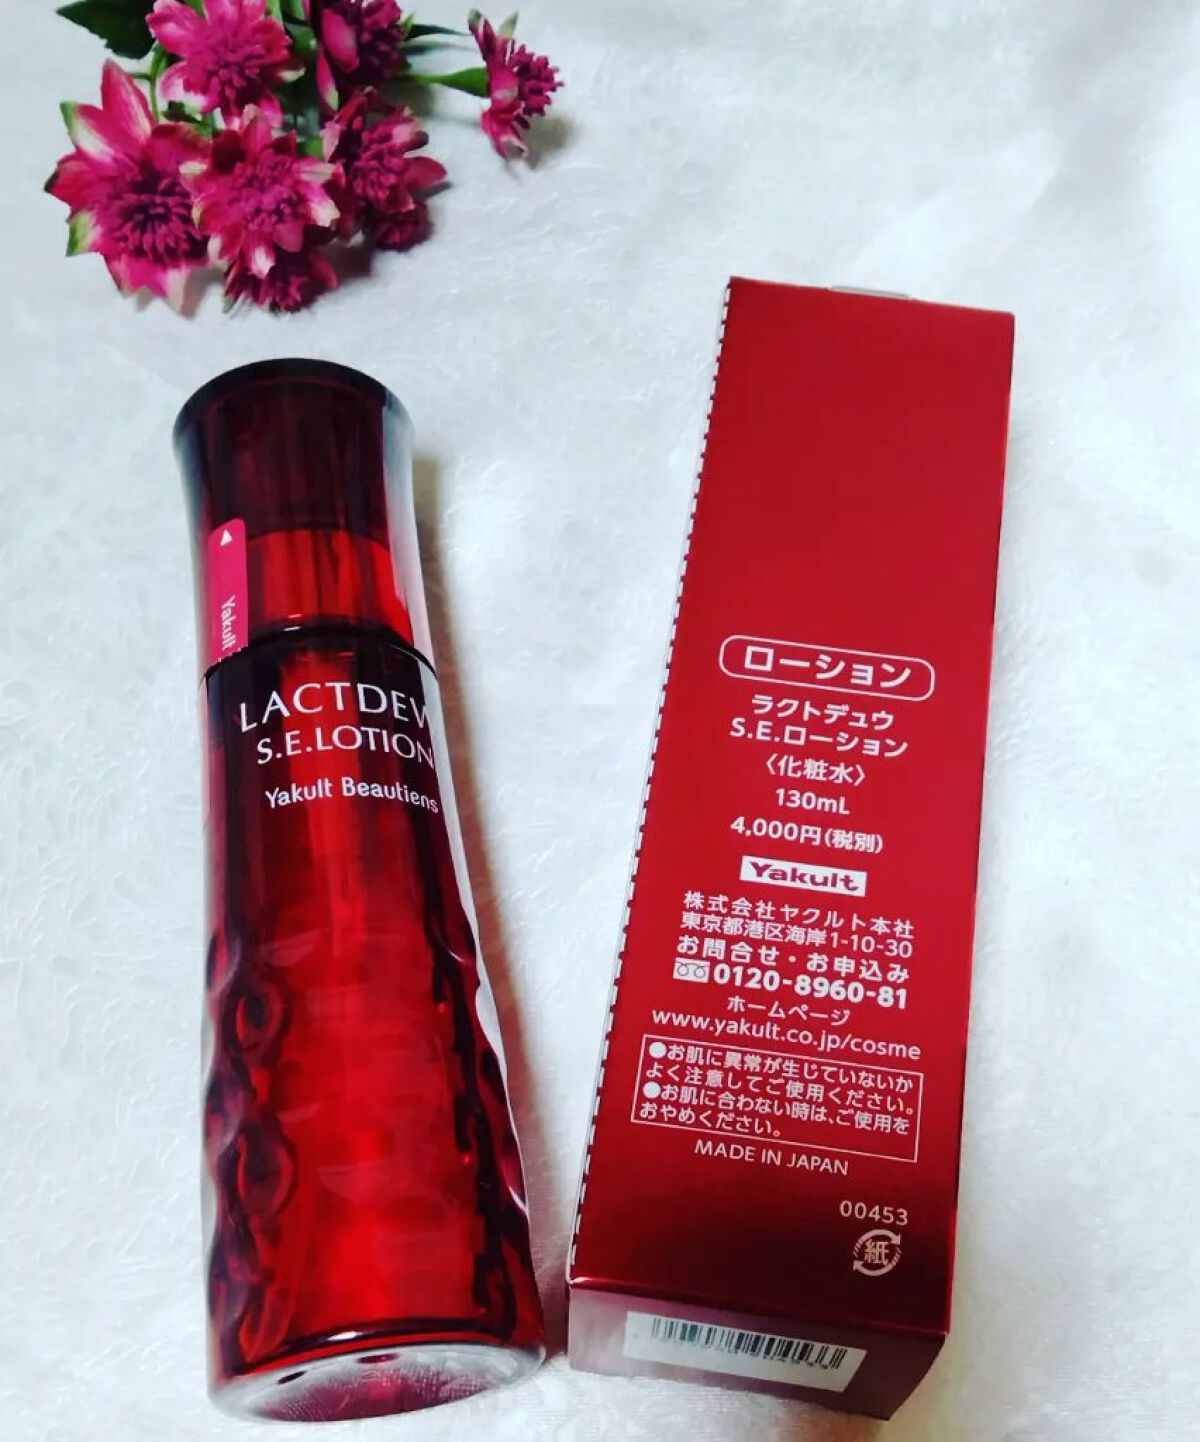 Yakult
LACTDEW
S.E.LOTION
Yakult Beautiens
ローション
ラクトデュウ
S.E.ローション
〈化粧水〉
130mL
4,000円(税別)
Yakult
株式会社ヤクルト本社
東京都港区海岸1-10-30
お問合せ・お申込み
0120-8960-81
ホームページ
www.yakult.co.jp/cosme
●お肌に異常が生じていないか
よく注意してご使用ください。
●お肌に合わない時は、ご使用を
おやめください。
MADE IN JAPAN
00453
紙